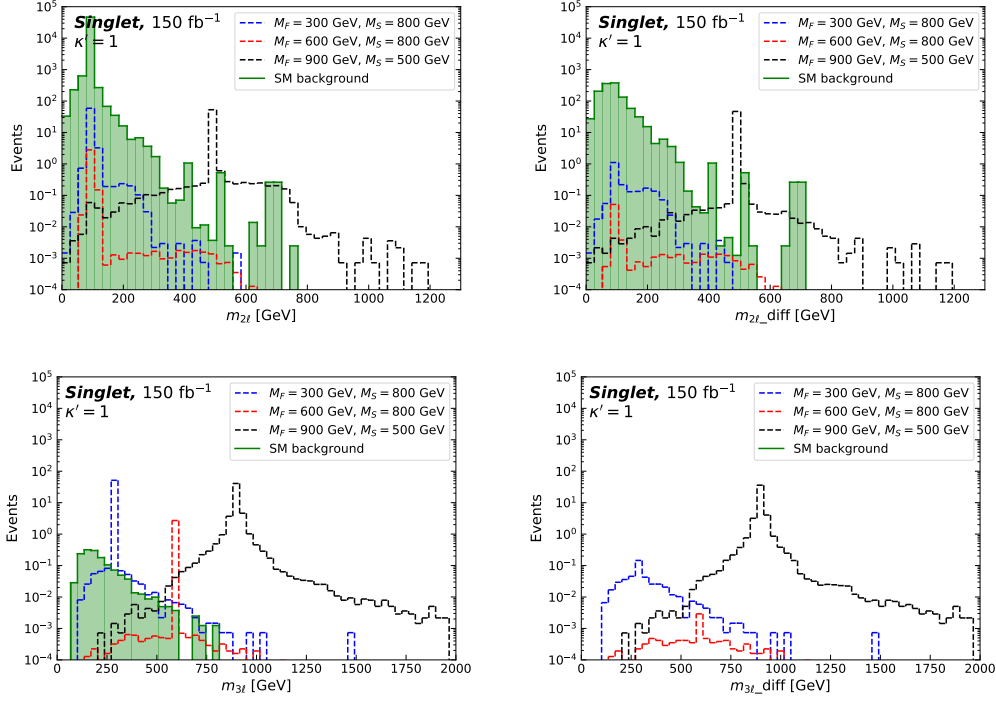 Singlet, 150 fb⁻¹
κ′ = 1
M_F = 300 GeV, M_S = 800 GeV
M_F = 600 GeV, M_S = 800 GeV
M_F = 900 GeV, M_S = 500 GeV
SM background
Events
10⁵
10⁴
10³
10²
10¹
10⁰
10⁻¹
10⁻²
10⁻³
10⁻⁴
0 200 400 600 800 1000 1200
m_2ℓ [GeV]
Singlet, 150 fb⁻¹
κ′ = 1
M_F = 300 GeV, M_S = 800 GeV
M_F = 600 GeV, M_S = 800 GeV
M_F = 900 GeV, M_S = 500 GeV
SM background
Events
10⁵
10⁴
10³
10²
10¹
10⁰
10⁻¹
10⁻²
10⁻³
10⁻⁴
0 200 400 600 800 1000 1200
m_2ℓ_diff [GeV]
Singlet, 150 fb⁻¹
κ′ = 1
M_F = 300 GeV, M_S = 800 GeV
M_F = 600 GeV, M_S = 800 GeV
M_F = 900 GeV, M_S = 500 GeV
SM background
Events
10⁵
10⁴
10³
10²
10¹
10⁰
10⁻¹
10⁻²
10⁻³
10⁻⁴
0 250 500 750 1000 1250 1500 1750 2000
m_3ℓ [GeV]
Singlet, 150 fb⁻¹
κ′ = 1
M_F = 300 GeV, M_S = 800 GeV
M_F = 600 GeV, M_S = 800 GeV
M_F = 900 GeV, M_S = 500 GeV
SM background
Events
10⁵
10⁴
10³
10²
10¹
10⁰
10⁻¹
10⁻²
10⁻³
10⁻⁴
0 250 500 750 1000 1250 1500 1750 2000
m_3ℓ_diff [GeV]